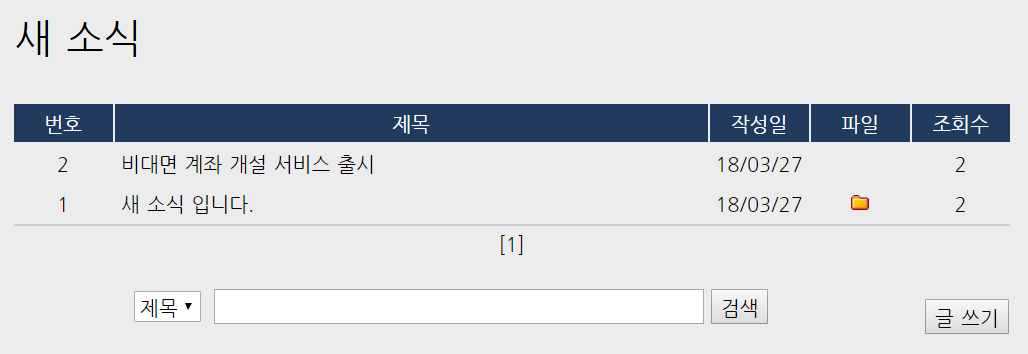 새 소식
번호 제목 작성일 파일 조회수
2 비대면 계좌 개설 서비스 출시 18/03/27 2
1 새 소식 입니다. 18/03/27 2
[1]
제목 검색
글 쓰기